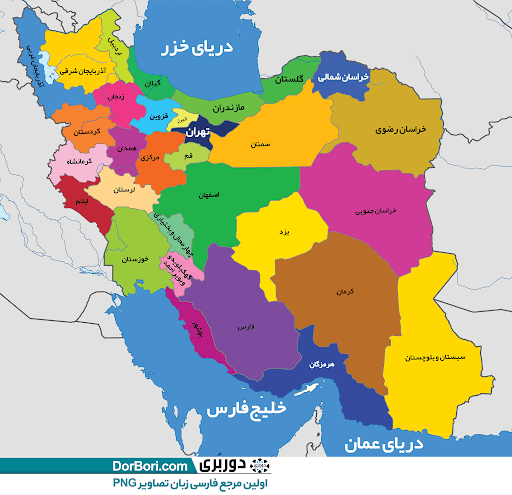 دریای خزر
اردبیل
آذربایجان غربی
آذربایجان شرقی
گیلان
گلستان
خراسان شمالی
زنجان
مازندران
قزوین
البرز
تهران
خراسان رضوی
کردستان
سمنان
همدان
مرکزی
قم
کرمانشاه
لرستان
اصفهان
ایلام
خراسان جنوبی
چهارمحال و بختیاری
یزد
خوزستان
کهگیلویه و
بویراحمد
کرمان
فارس
بوشهر
سیستان و بلوچستان
هرمزگان
خلیج فارس
دریای عمان
دوربری
DorBori.com
اولین مرجع فارسی زبان تصاویر PNG